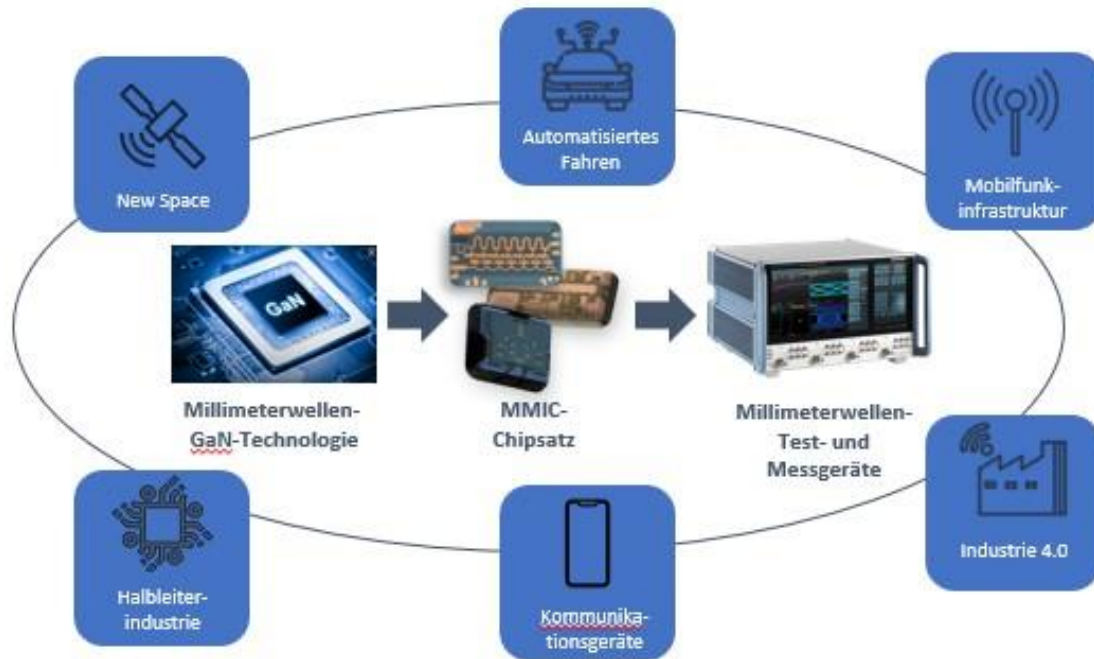 Automatisiertes
Fahren
New Space
Mobilfunk-
infrastruktur
GaN
Millimeterwellen-
GaN-Technologie
MMIC-
Chipsatz
Millimeterwellen-
Test- und
Messgeräte
Halbleiter-
industrie
Kommunika-
tionsgeräte
Industrie 4.0